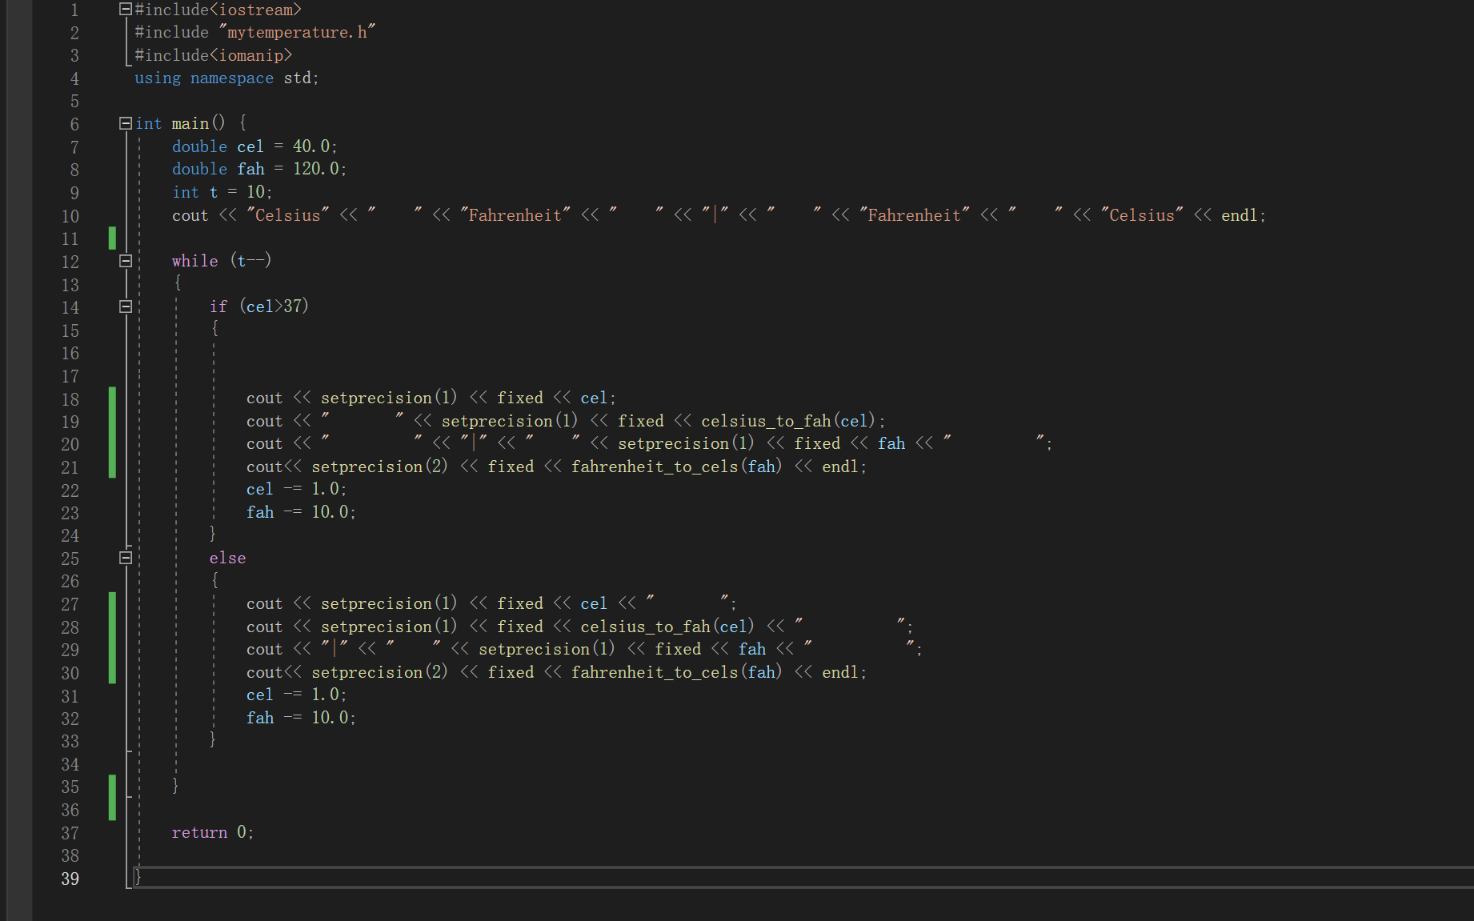 1 #include<iostream>
2 #include "mytemperature.h"
3 #include<iomanip>
4 using namespace std;
5
6 int main() {
7     double cel = 40.0;
8     double fah = 120.0;
9     int t = 10;
10     cout << "Celsius" << "    " << "Fahrenheit" << "    " << "|" << "    " << "Fahrenheit" << "    " << "Celsius" << endl;
11
12     while (t--)
13     {
14         if (cel>37)
15         {
16
17
18             cout << setprecision(1) << fixed << cel;
19             cout << "       " << setprecision(1) << fixed << celsius_to_fah(cel);
20             cout << "         " << "|" << "    " << setprecision(1) << fixed << fah << "         ";
21             cout<< setprecision(2) << fixed << fahrenheit_to_cels(fah) << endl;
22             cel -= 1.0;
23             fah -= 10.0;
24         }
25         else
26         {
27             cout << setprecision(1) << fixed << cel << "       ";
28             cout << setprecision(1) << fixed << celsius_to_fah(cel) << "          ";
29             cout << "|" << "    " << setprecision(1) << fixed << fah << "          ";
30             cout<< setprecision(2) << fixed << fahrenheit_to_cels(fah) << endl;
31             cel -= 1.0;
32             fah -= 10.0;
33         }
34
35     }
36
37     return 0;
38
39 }